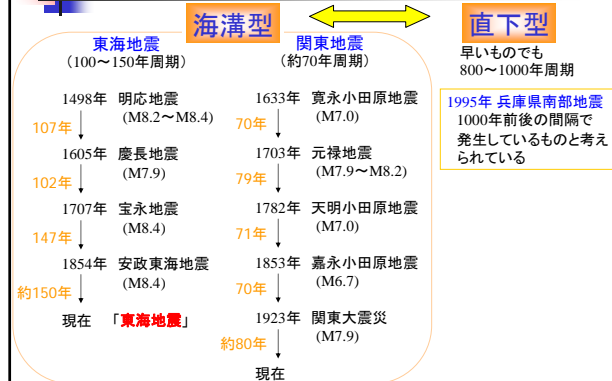 海溝型
直下型
東海地震
(100～150年周期)
1498年 明応地震
(M8.2～M8.4)
107年
1605年 慶長地震
(M7.9)
102年
1707年 宝永地震
(M8.4)
147年
1854年 安政東海地震
(M8.4)
約150年
現在 「東海地震」
関東地震
(約70年周期)
1633年 寛永小田原地震
(M7.0)
70年
1703年 元禄地震
(M7.9～M8.2)
79年
1782年 天明小田原地震
(M7.0)
71年
1853年 嘉永小田原地震
(M6.7)
70年
1923年 関東大震災
(M7.9)
約80年
現在
早いものでも
800～1000年周期
1995年 兵庫県南部地震
1000年前後の間隔で
発生しているものと考え
られている